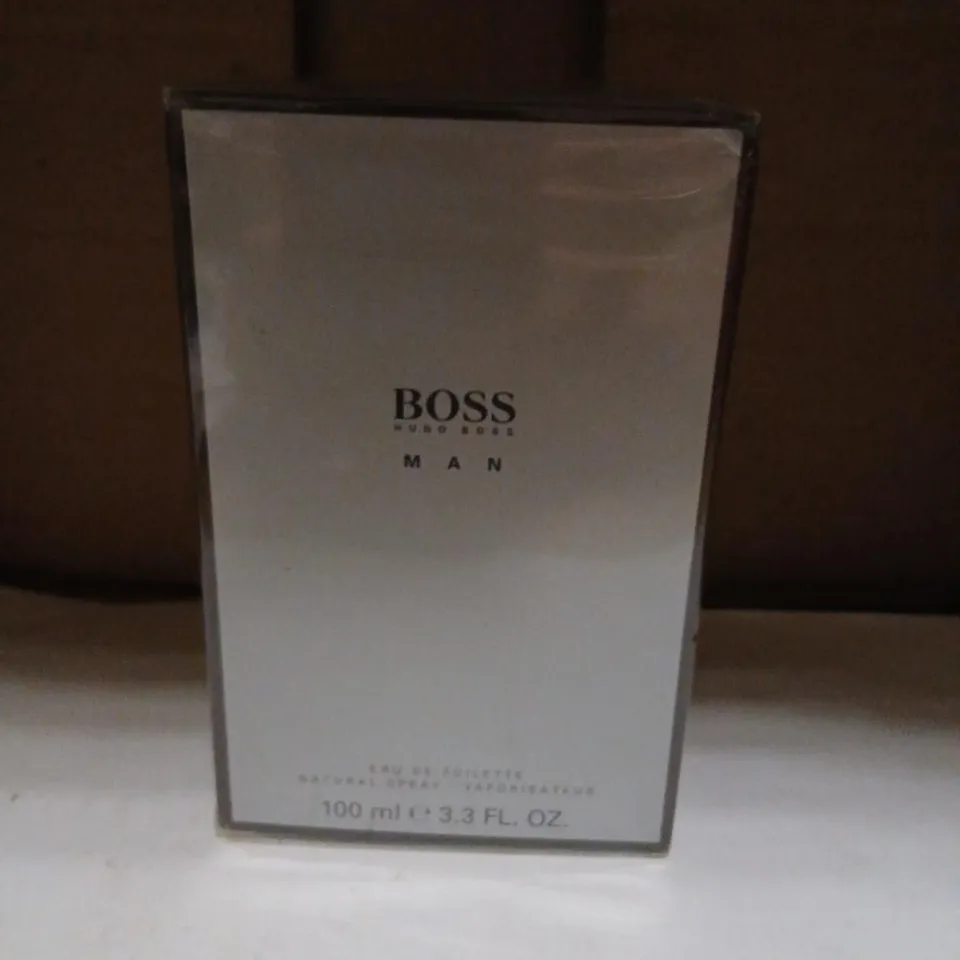 BOSS
HUGO BOSS
MAN
EAU DE TOILETTE
NATURAL SPRAY VAPORISATEUR
100 ml ℮ 3.3 FL. OZ.